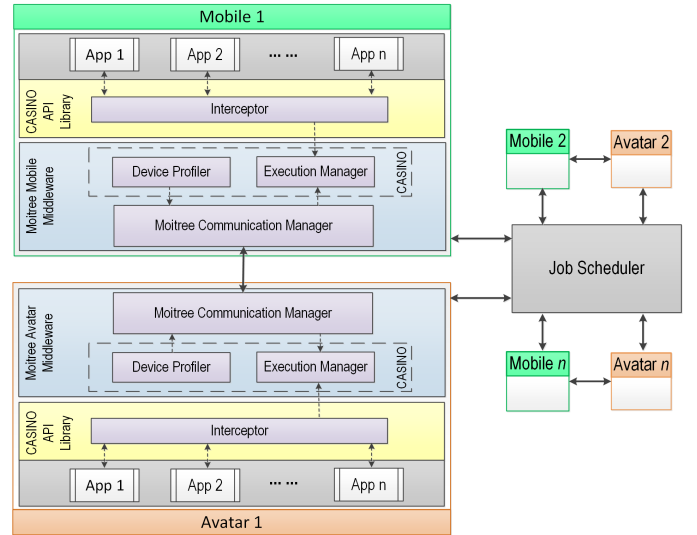 Mobile 1
App 1
App 2
... ...
App n
CASINO
API
Library
Interceptor
Moitree Mobile
Middleware
Device Profiler
Execution Manager
CASINO
Moitree Communication Manager
Moitree Avatar
Middleware
Moitree Communication Manager
Device Profiler
Execution Manager
CASINO
CASINO
API
Library
Interceptor
App 1
App 2
... ...
App n
Avatar 1
Mobile 2
Avatar 2
Job Scheduler
Mobile n
Avatar n